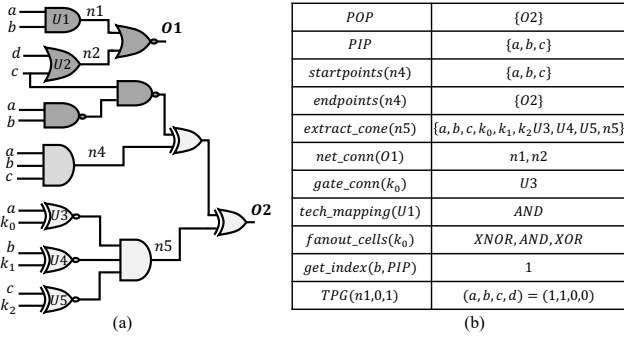 a
b
U1
n1
O1
d
c
U2
n2
a
b
a
b
c
n4
a
k₀
U3
O2
b
k₁
U4
n5
c
k₂
U5
(a)
POP {O2}
PIP {a, b, c}
startpoints(n4) {a, b, c}
endpoints(n4) {O2}
extract_cone(n5) {a, b, c, k₀, k₁, k₂U3, U4, U5, n5}
net_conn(O1) n1, n2
gate_conn(k₀) U3
tech_mapping(U1) AND
fanout_cells(k₀) XNOR, AND, XOR
get_index(b, PIP) 1
TPG(n1,0,1) (a, b, c, d) = (1,1,0,0)
(b)